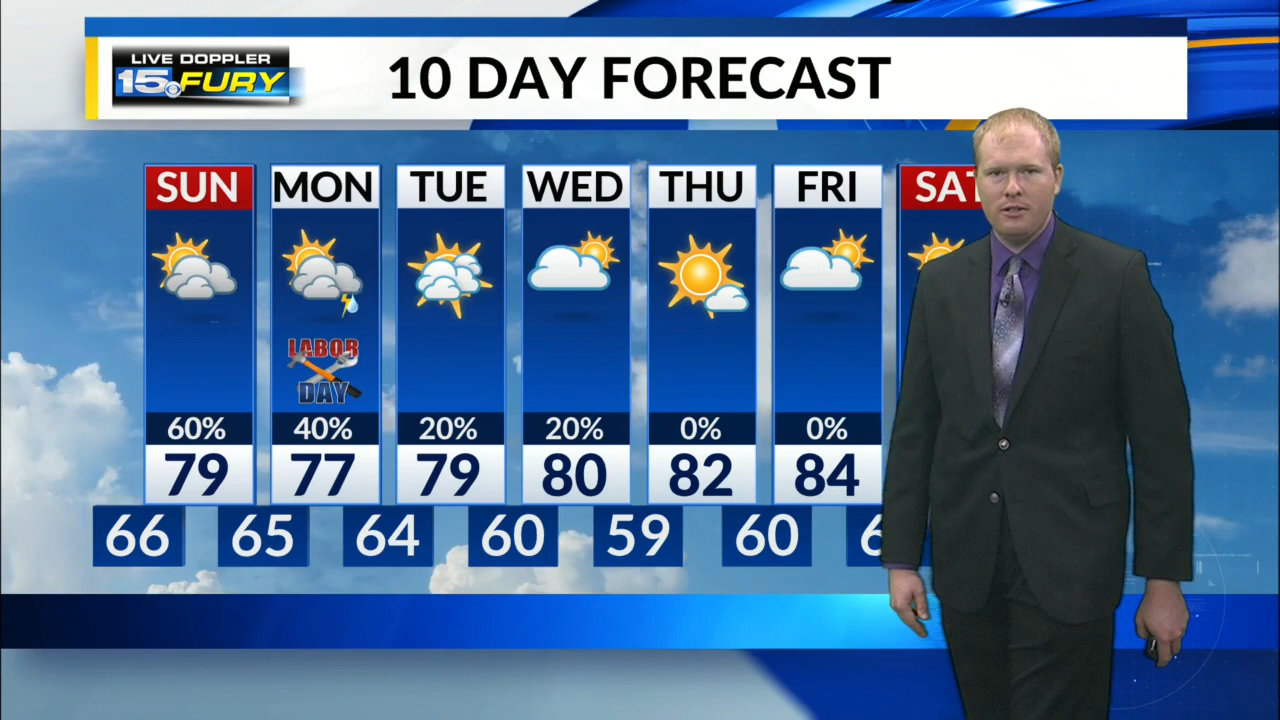 LIVE DOPPLER
15 FURY
10 DAY FORECAST
SUN MON TUE WED THU FRI
LABOR
DAY
60% 40% 20% 20% 0% 0%
79 77 79 80 82 84
66 65 64 60 59 60